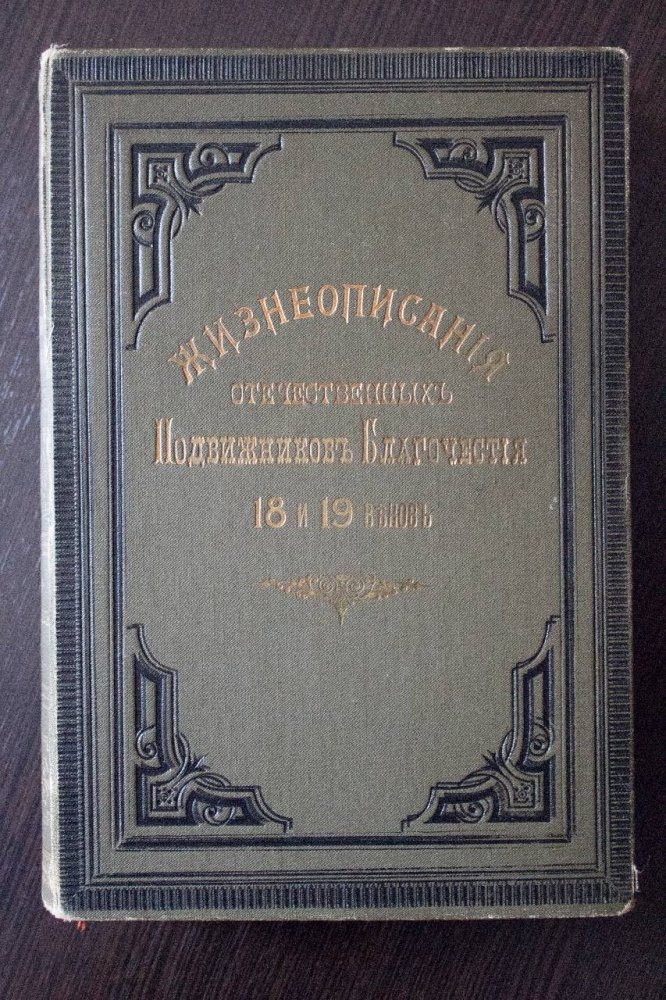 Жизнеописанія
отечественныхъ
Подвижниковъ Благочестія
18 и 19 вѣковъ